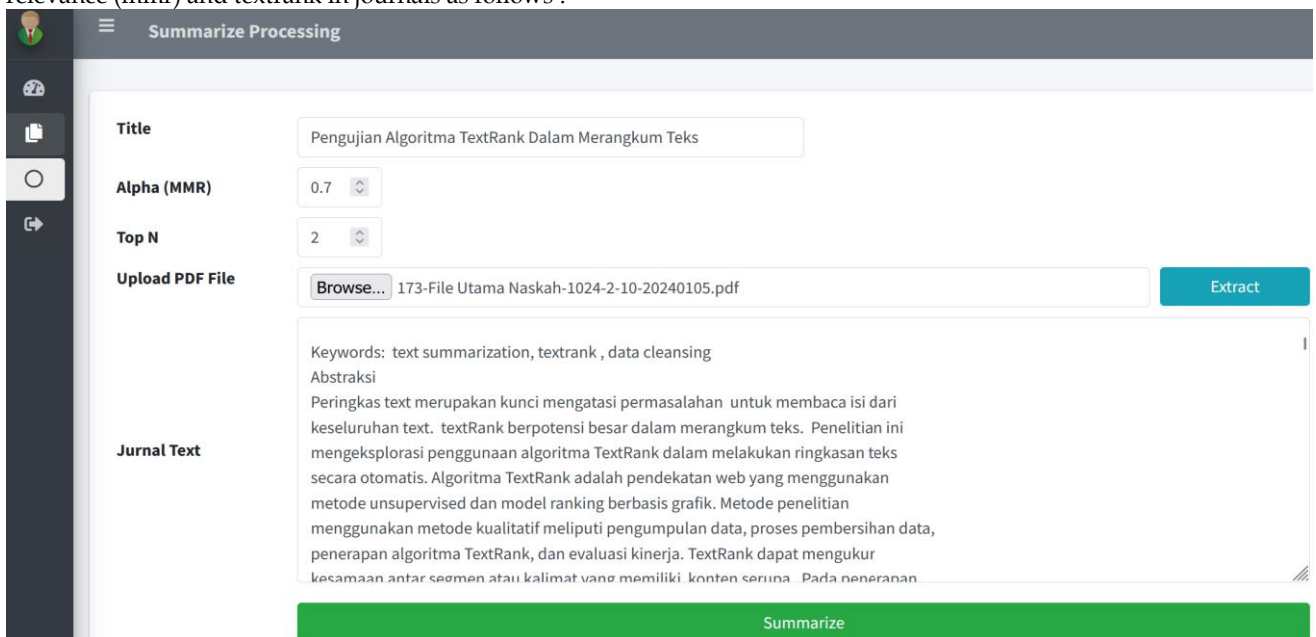 relevance (mmr) and textrank in journals as follows :
Summarize Processing
Title
Pengujian Algoritma TextRank Dalam Merangkum Teks
Alpha (MMR)
0.7
Top N
2
Upload PDF File
Browse... 173-File Utama Naskah-1024-2-10-20240105.pdf
Extract
Jurnal Text
Keywords: text summarization, textrank , data cleansing
Abstraksi
Peringkas text merupakan kunci mengatasi permasalahan untuk membaca isi dari
keseluruhan text. textRank berpotensi besar dalam merangkum teks. Penelitian ini
mengeksplorasi penggunaan algoritma TextRank dalam melakukan ringkasan teks
secara otomatis. Algoritma TextRank adalah pendekatan web yang menggunakan
metode unsupervised dan model ranking berbasis grafik. Metode penelitian
menggunakan metode kualitatif meliputi pengumpulan data, proses pembersihan data,
penerapan algoritma TextRank, dan evaluasi kinerja. TextRank dapat mengukur
kesamaan antar segmen atau kalimat yang memiliki konten serupa. Pada penerapan
Summarize